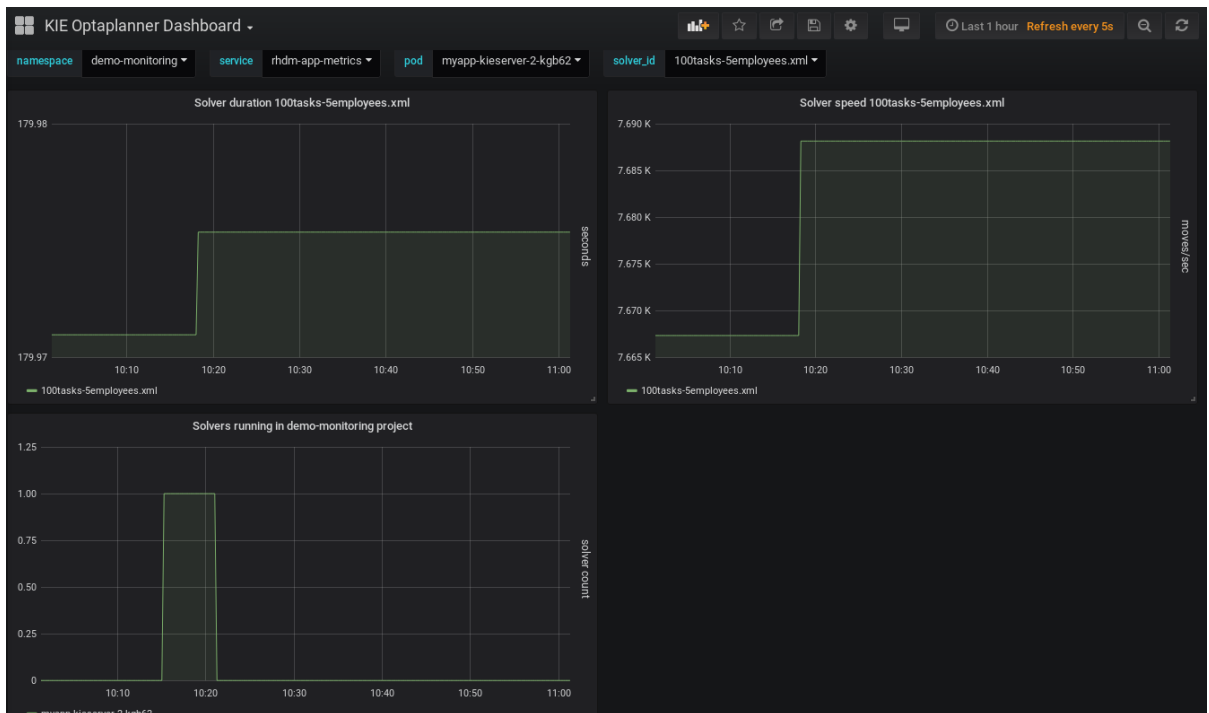 KIE Optaplanner Dashboard
Last 1 hour Refresh every 5s
namespace demo-monitoring service rhdm-app-metrics pod myapp-kieserver-2-kgb62 solver_id 100tasks-5employees.xml
Solver duration 100tasks-5employees.xml
179.98
179.97
seconds
10:10 10:20 10:30 10:40 10:50 11:00
100tasks-5employees.xml
Solver speed 100tasks-5employees.xml
7.690 K
7.685 K
7.680 K
7.675 K
7.670 K
7.665 K
moves/sec
10:10 10:20 10:30 10:40 10:50 11:00
100tasks-5employees.xml
Solvers running in demo-monitoring project
1.25
1.00
0.75
0.50
0.25
0
solver count
10:10 10:20 10:30 10:40 10:50 11:00
myapp-kieserver-2-kgb62